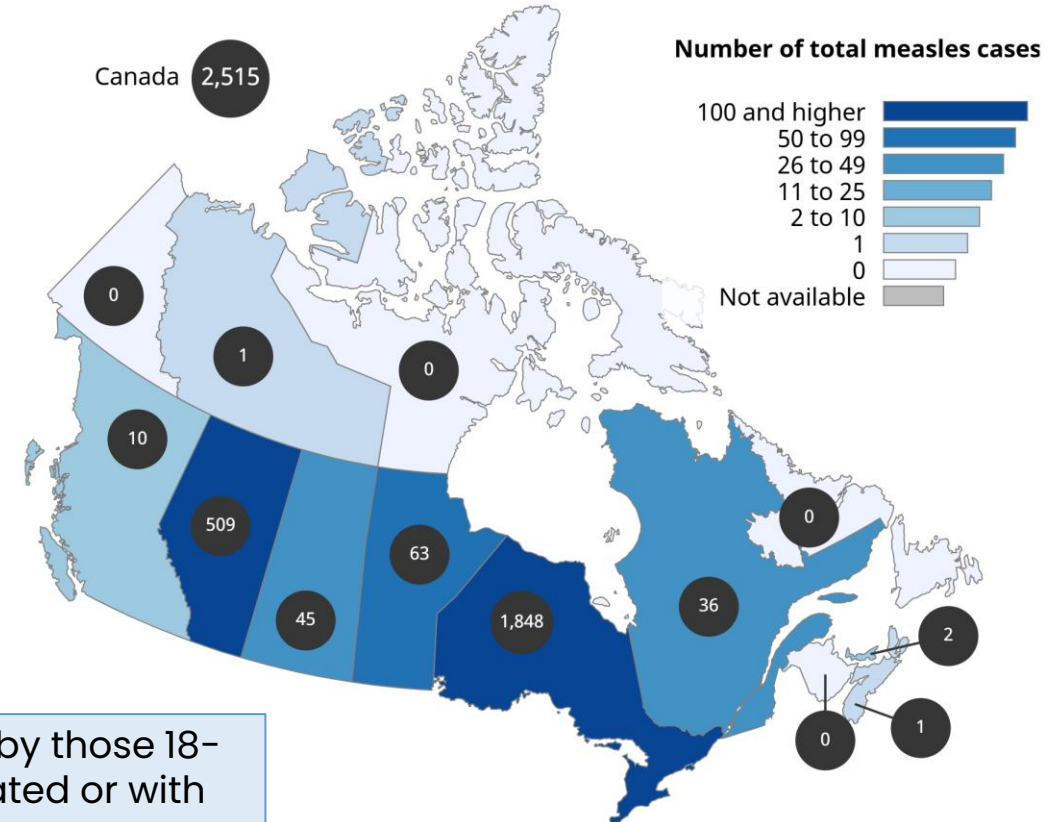 Canada 2,515
Number of total measles cases
100 and higher
50 to 99
26 to 49
11 to 25
2 to 10
1
0
Not available
0
1
0
10
509
45
63
1,848
36
0
2
1
0
by those 18-
ated or with